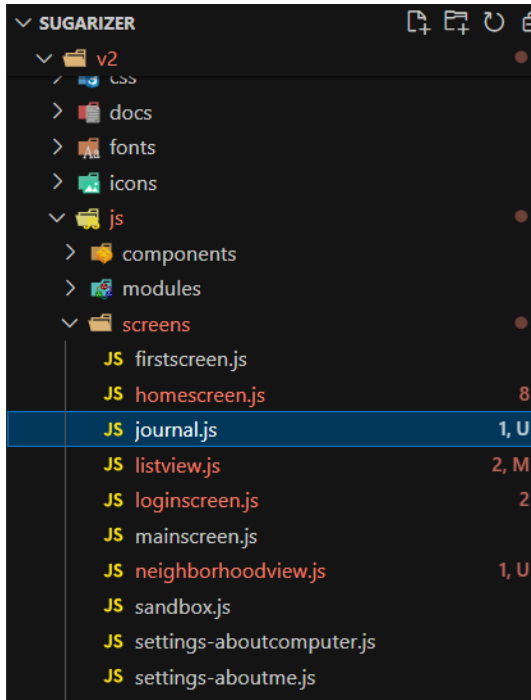 SUGARIZER
v2
css
docs
Aa fonts
icons
js
components
modules
screens
JS firstscreen.js
JS homescreen.js 8
JS journal.js 1, U
JS listview.js 2, M
JS loginscreen.js 2
JS mainscreen.js
JS neighborhoodview.js 1, U
JS sandbox.js
JS settings-aboutcomputer.js
JS settings-aboutme.js